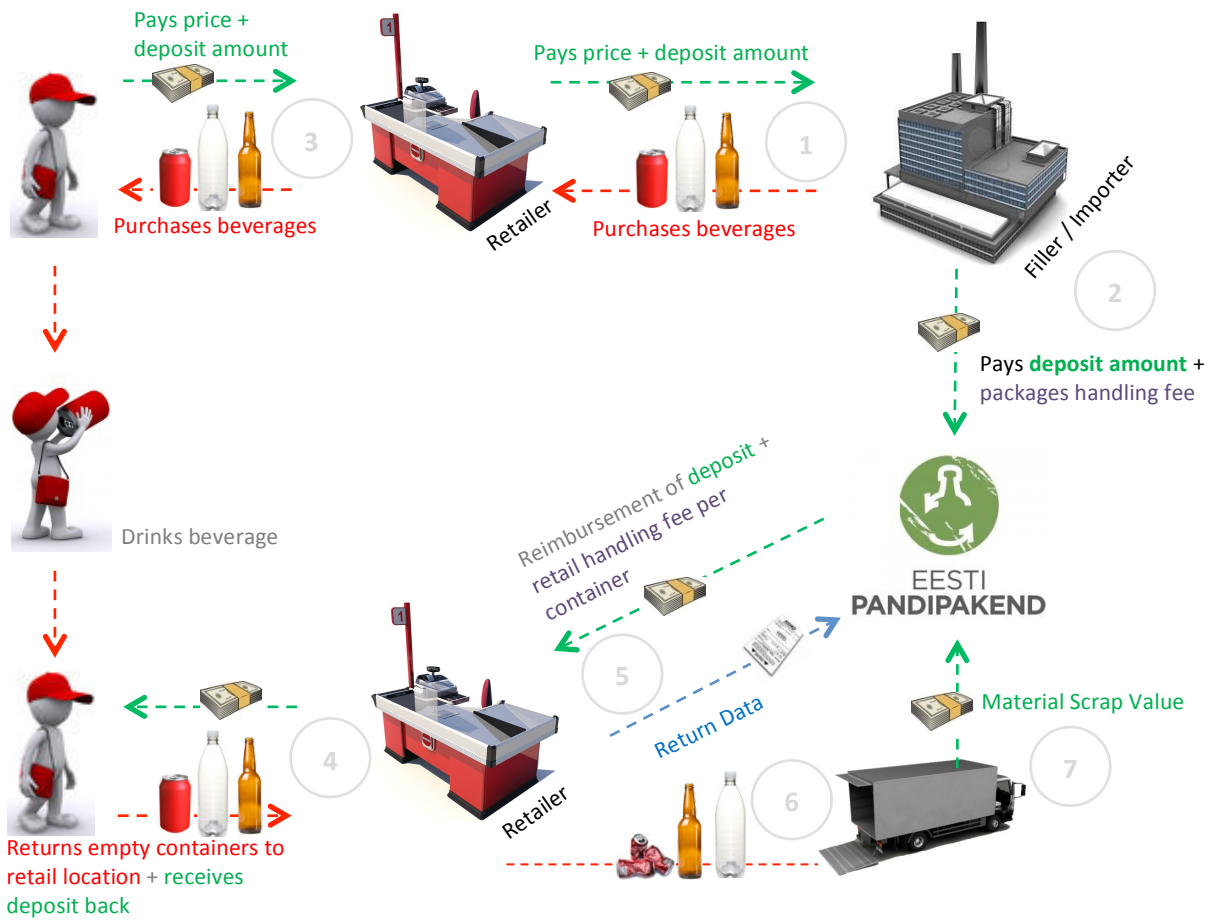 Pays price +
deposit amount
3
Purchases beverages
1
Retailer
Pays price + deposit amount
1
Purchases beverages
Filler / Importer
2
Pays deposit amount +
packages handling fee
Drinks beverage
Reimbursement of deposit +
retail handling fee per
container
5
Return Data
EESTI
PANDIPAKEND
Material Scrap Value
7
4
1
Retailer
6
Returns empty containers to
retail location + receives
deposit back